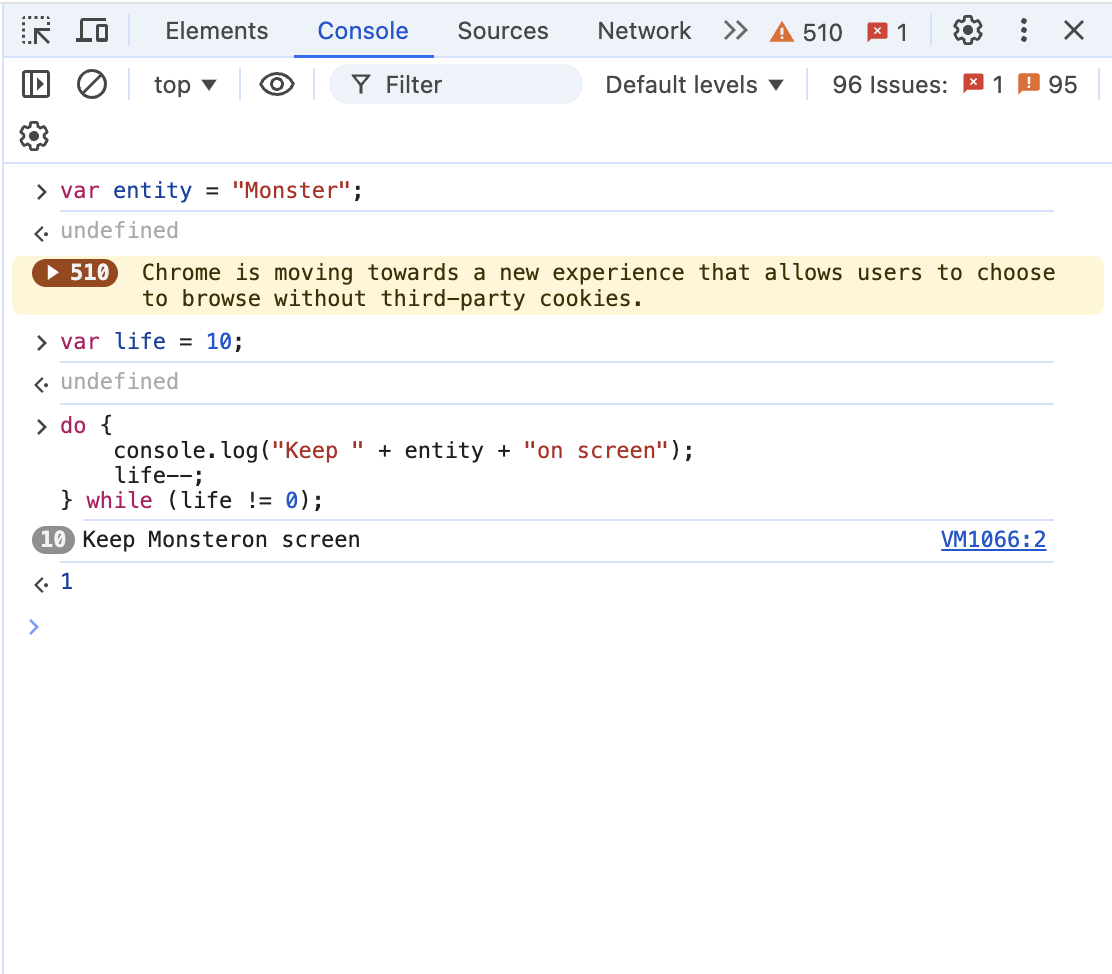 Elements Console Sources Network 510 1
top Filter Default levels 96 Issues: 1 95
var entity = "Monster";
undefined
510 Chrome is moving towards a new experience that allows users to choose
to browse without third-party cookies.
var life = 10;
undefined
do {
console.log("Keep " + entity + "on screen");
life--;
} while (life != 0);
10 Keep Monsteron screen VM1066:2
1